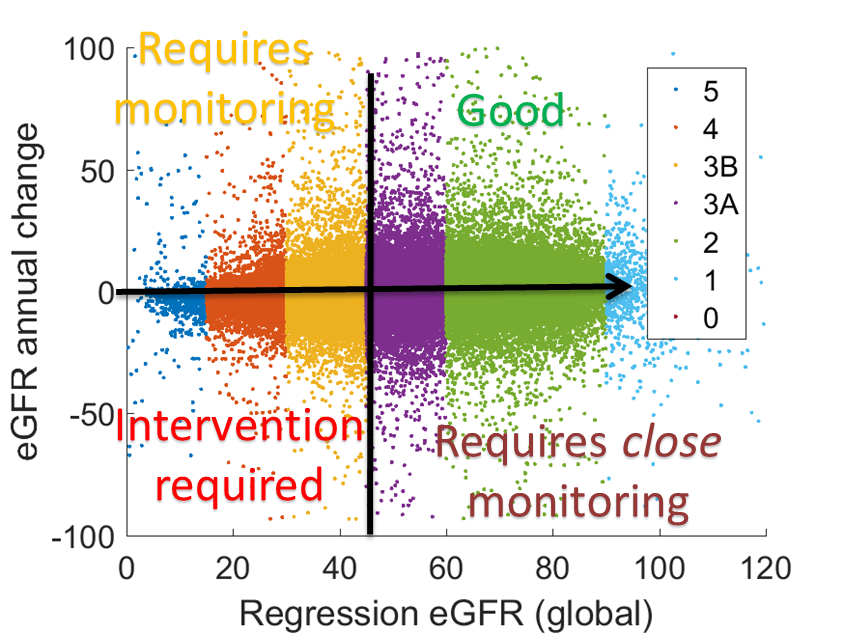 100
50
0
-50
-100
eGFR annual change
Requires
monitoring
Good
5
4
3B
3A
2
1
0
Intervention
required
Requires close
monitoring
0 20 40 60 80 100 120
Regression eGFR (global)